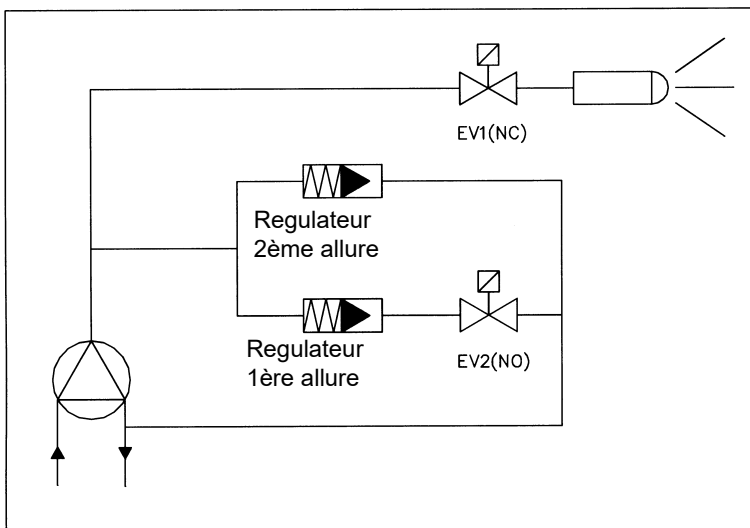 EV1(NC)
Regulateur
2ème allure
Regulateur
1ère allure
EV2(NO)